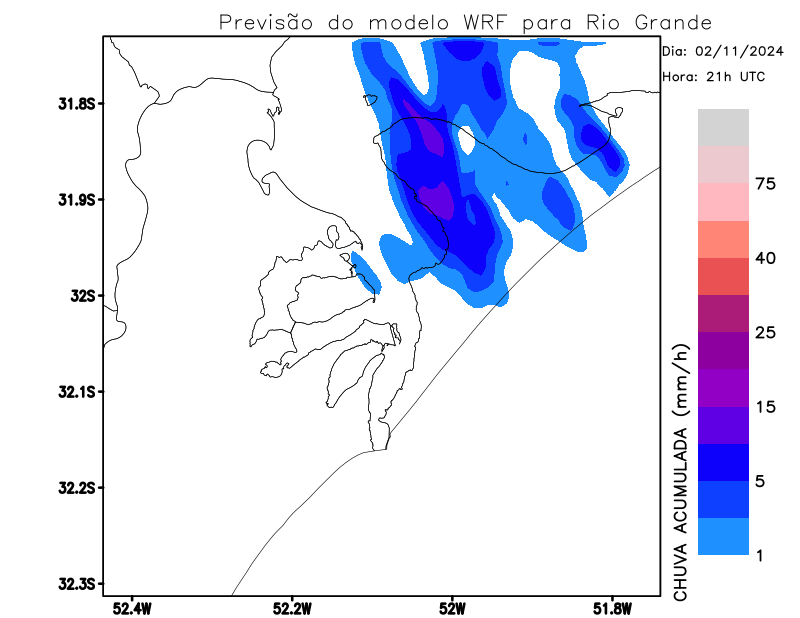 Previsão do modelo WRF para Rio Grande
Dia: 02/11/2024
Hora: 21h UTC
31.8S
31.9S
32S
32.1S
32.2S
32.3S
52.4W
52.2W
52W
51.8W
75
40
25
15
5
1
CHUVA ACUMULADA (mm/h)